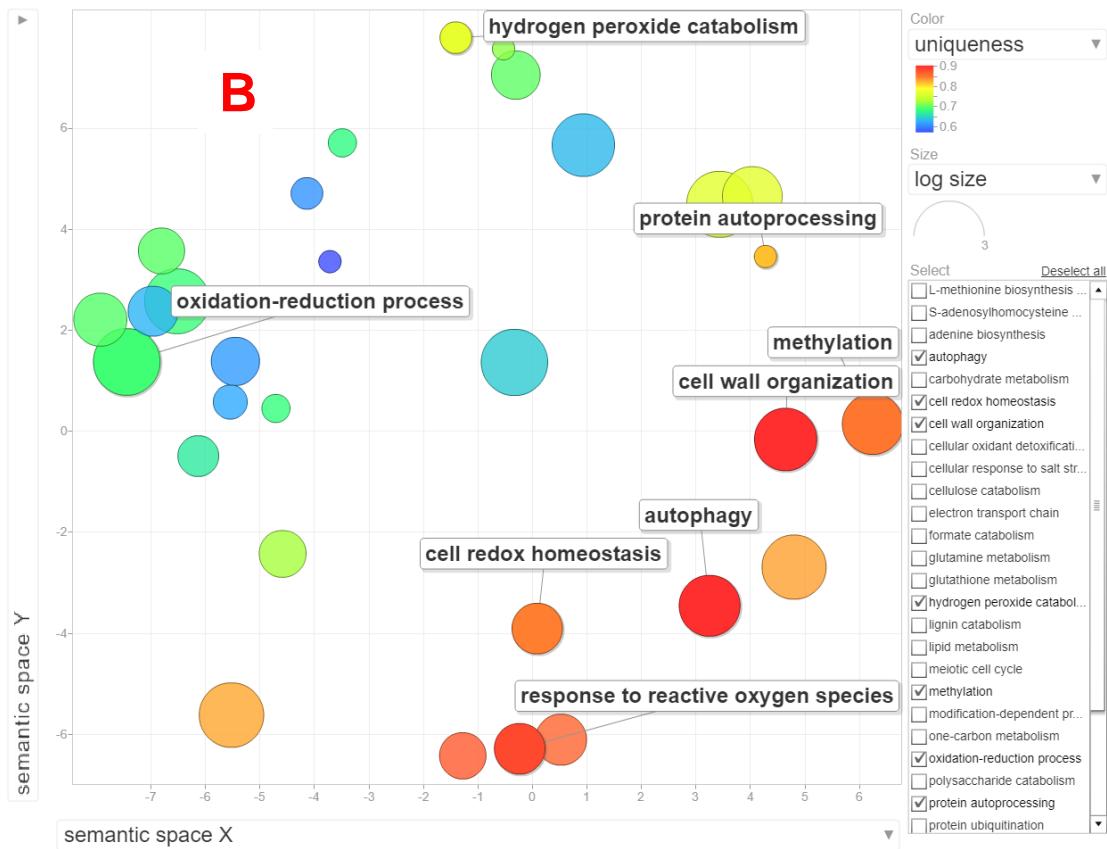 B
hydrogen peroxide catabolism
protein autoprocessing
oxidation-reduction process
methylation
cell wall organization
autophagy
cell redox homeostasis
response to reactive oxygen species
6
4
2
0
-2
-4
-6
-7
-6
-5
-4
-3
-2
-1
0
1
2
3
4
5
6
semantic space Y
semantic space X
Color
uniqueness
0.9
0.8
0.7
0.6
Size
log size
3
Select
Deselect all
L-methionine biosynthesis ...
S-adenosylhomocysteine ...
adenine biosynthesis
autophagy
carbohydrate metabolism
cell redox homeostasis
cell wall organization
cellular oxidant detoxificati...
cellular response to salt str...
cellulose catabolism
electron transport chain
formate catabolism
glutamine metabolism
glutathione metabolism
hydrogen peroxide catabol...
lignin catabolism
lipid metabolism
meiotic cell cycle
methylation
modification-dependent pr...
one-carbon metabolism
oxidation-reduction process
polysaccharide catabolism
protein autoprocessing
protein ubiquitination